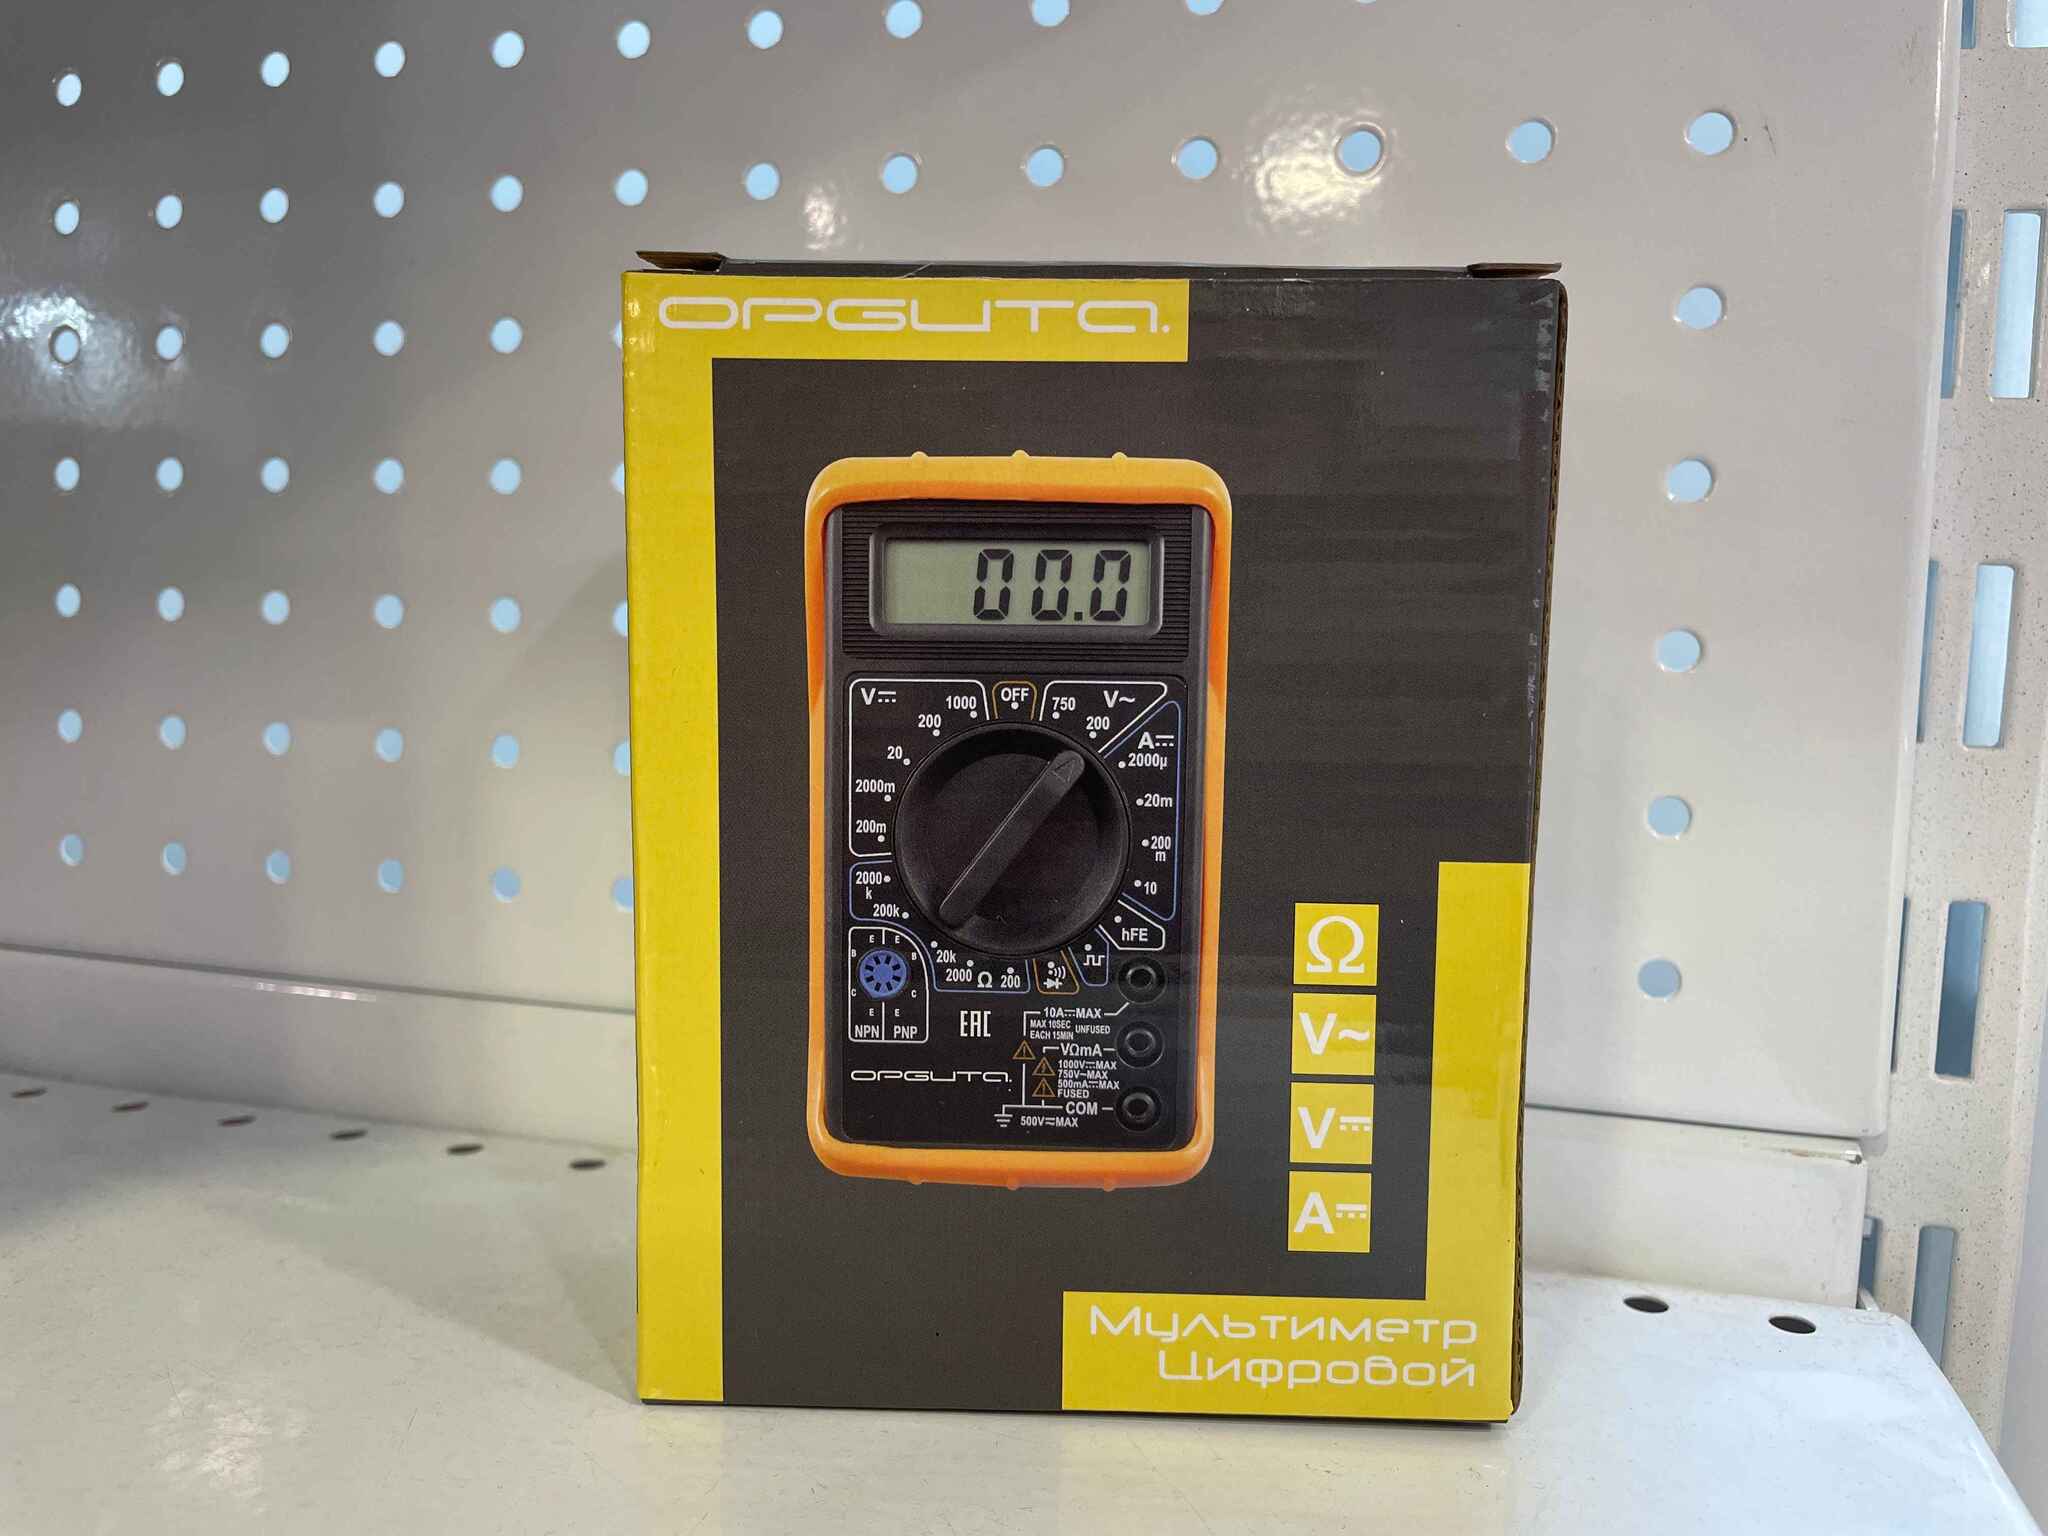 ОРБИТА.
00.0
V⎓ 1000 OFF 750 V~
200 200
A⎓
20 2000µ
2000m 20m
200m 200
m
2000 10
k
200k hFE
E E 20k
B B 2000 Ω 200
C C
E E
NPN PNP EAC
10A⎓MAX
MAX 10SEC UNFUSED
EACH 15MIN
VΩmA
1000V⎓MAX
750V~MAX
500mA⎓MAX
FUSED
ОРБИТА.
COM
500V≂MAX
Ω
V~
V⎓
A⎓
Мультиметр
Цифровой